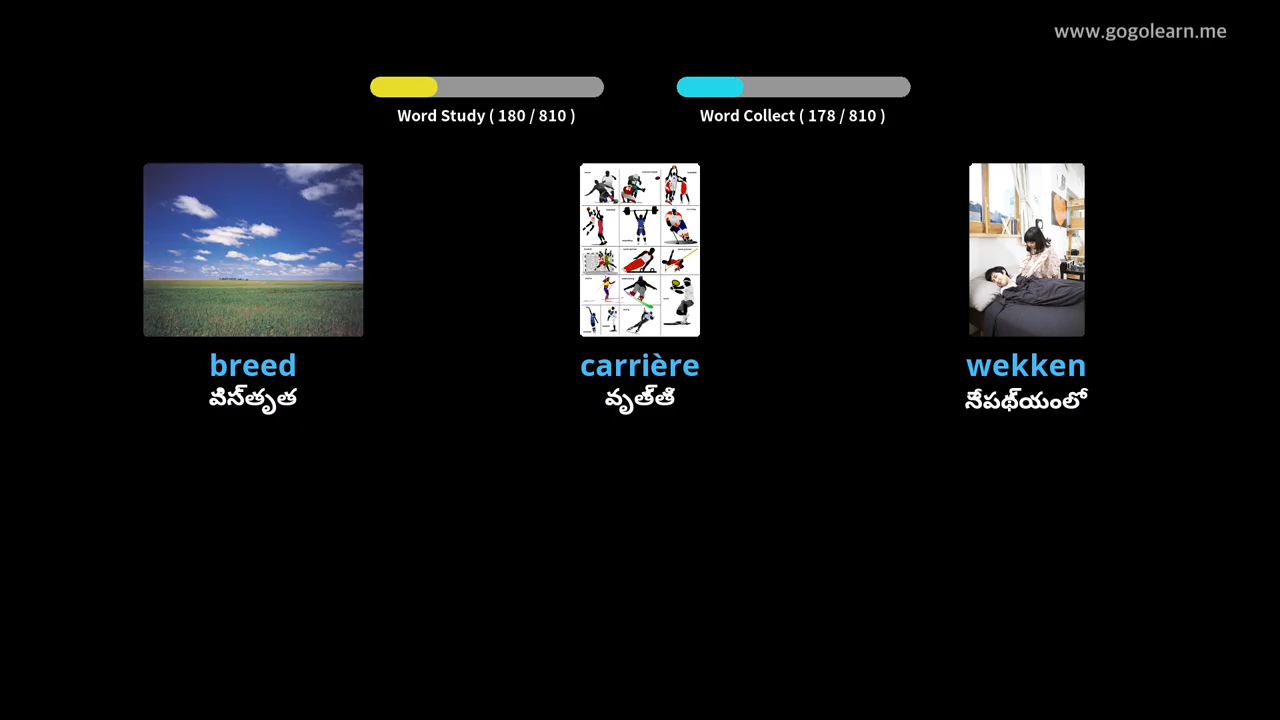 www.gogolearn.me
Word Study ( 180 / 810 )
Word Collect ( 178 / 810 )
breed
carrière
wekken
విస్తృత
వృత్తి
నేపథ్యంలో